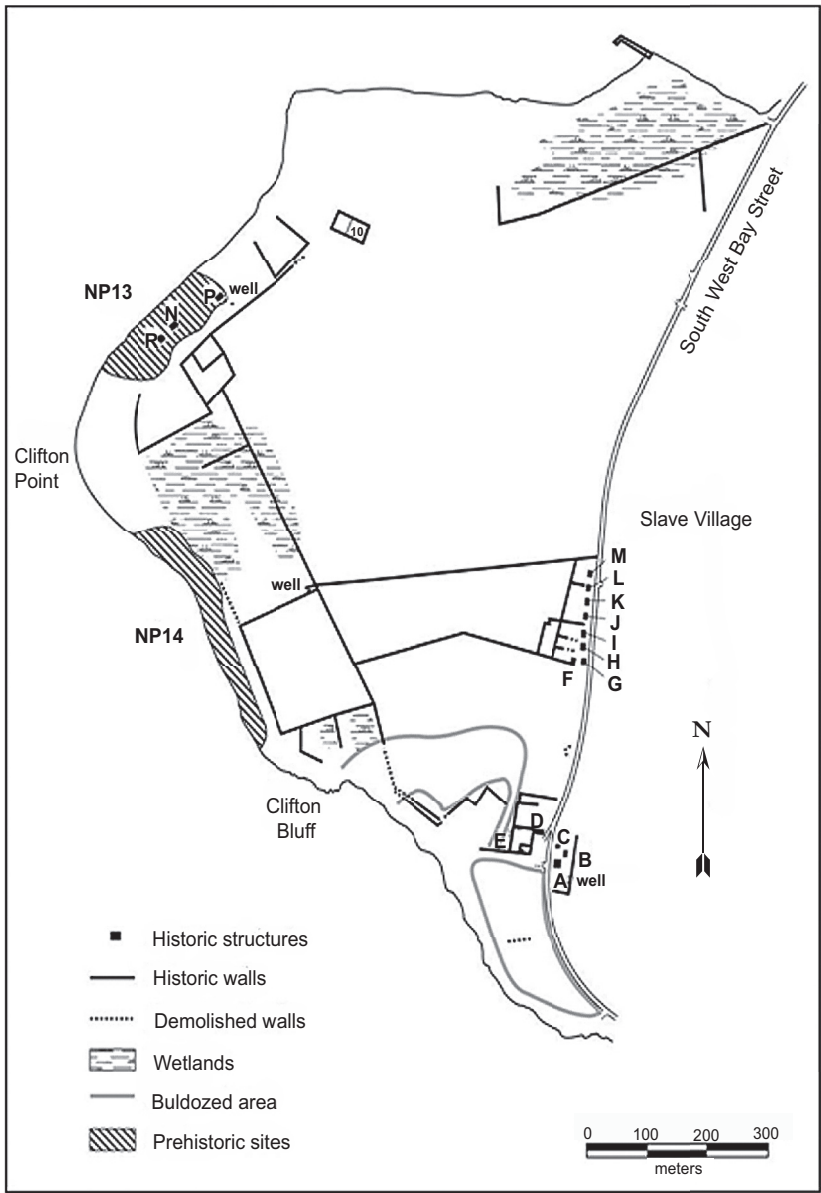 10
South West Bay Street
NP13
P
well
N
R
Clifton
Point
Slave Village
M
L
K
J
I
H
G
F
well
NP14
N
Clifton
Bluff
D
E
C
B
A
well
Historic structures
Historic walls
Demolished walls
Wetlands
Buldozed area
Prehistoric sites
0 100 200 300
meters